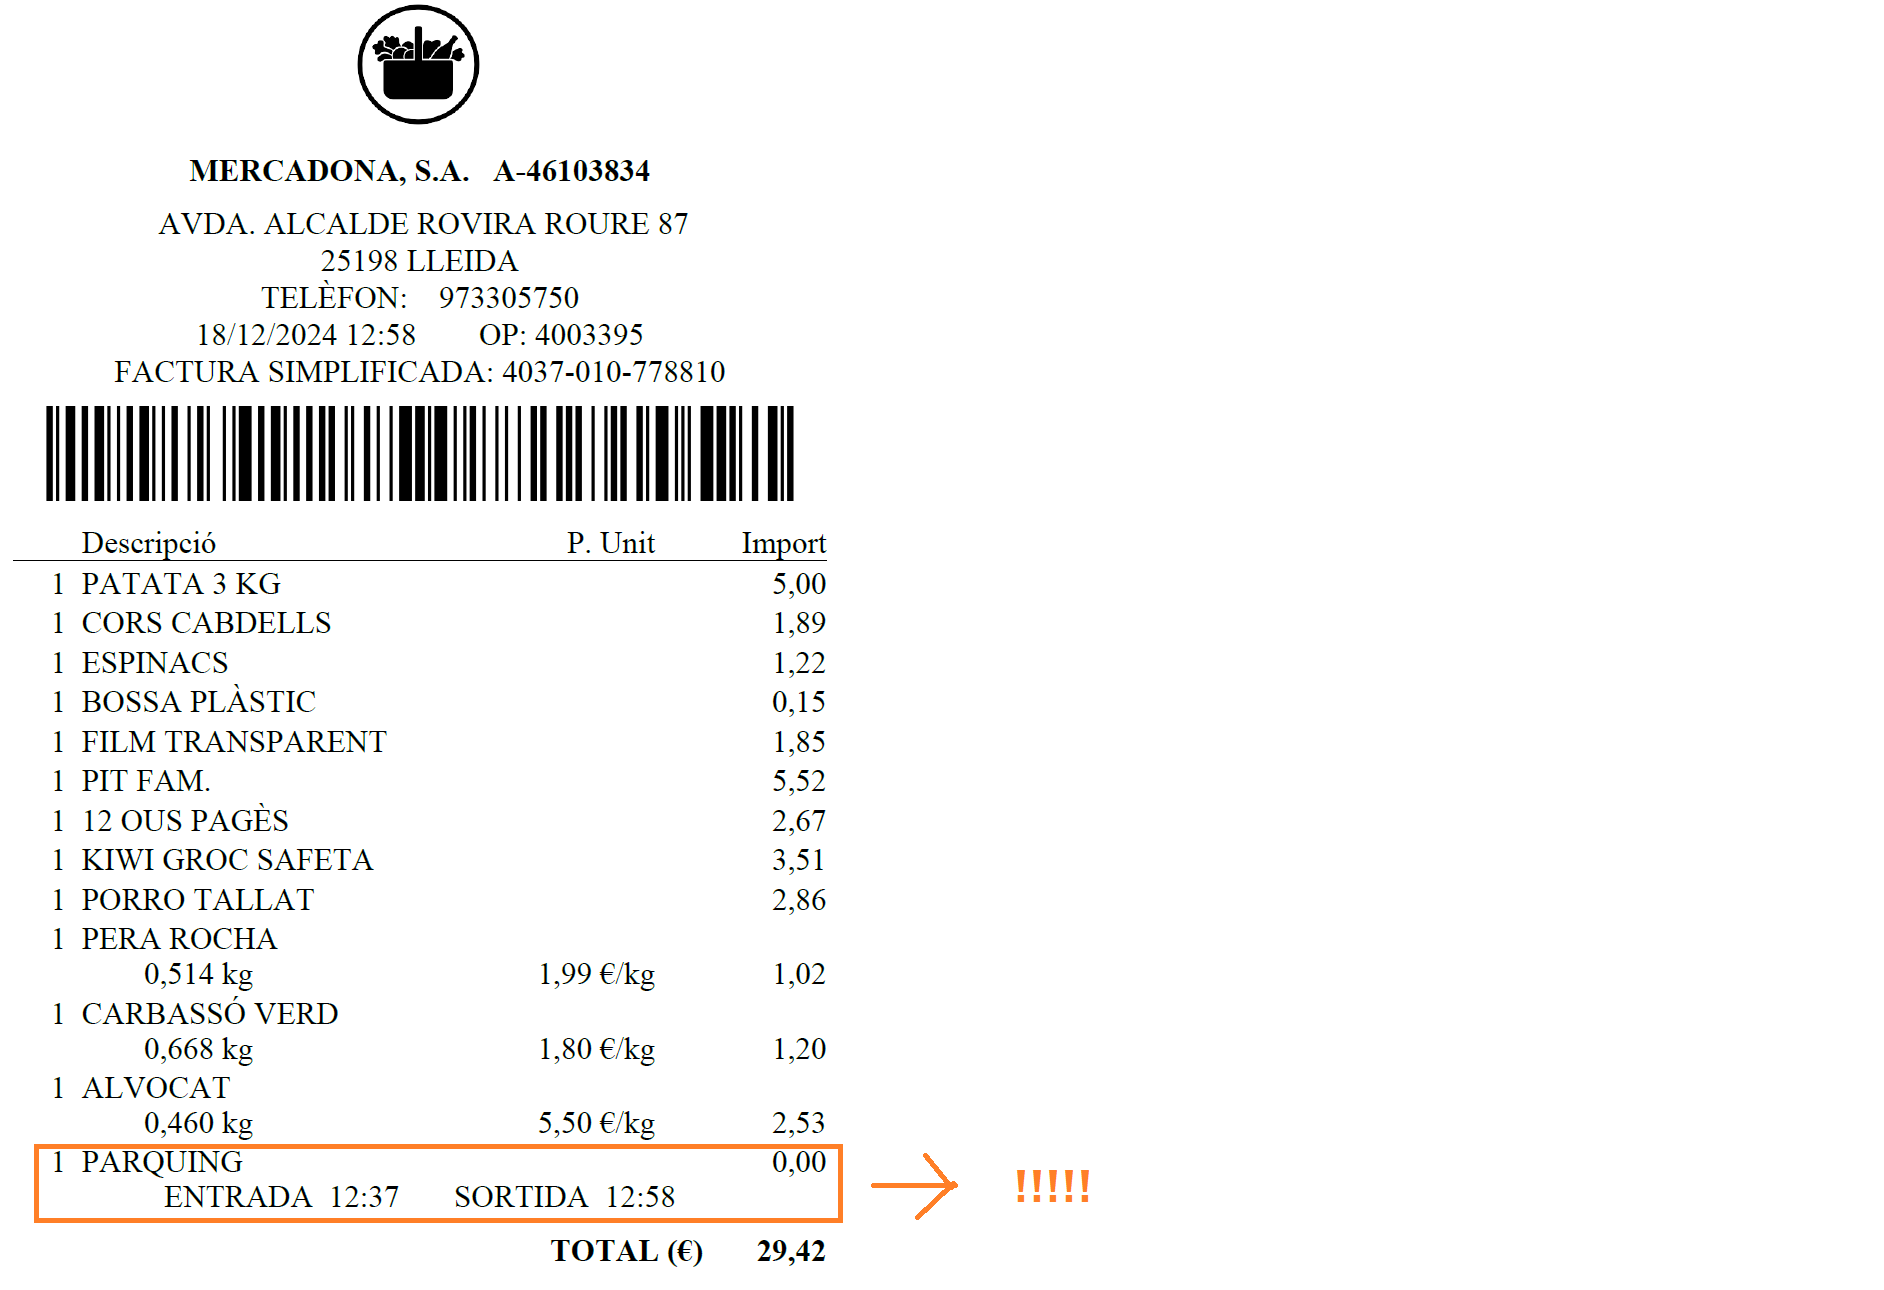 MERCADONA, S.A. A-46103834
AVDA. ALCALDE ROVIRA ROURE 87
25198 LLEIDA
TELÈFON: 973305750
18/12/2024 12:58 OP: 4003395
FACTURA SIMPLIFICADA: 4037-010-778810
Descripció P. Unit Import
1 PATATA 3 KG 5,00
1 CORS CABDELLS 1,89
1 ESPINACS 1,22
1 BOSSA PLÀSTIC 0,15
1 FILM TRANSPARENT 1,85
1 PIT FAM. 5,52
1 12 OUS PAGÈS 2,67
1 KIWI GROC SAFETA 3,51
1 PORRO TALLAT 2,86
1 PERA ROCHA
0,514 kg 1,99 €/kg 1,02
1 CARBASSÓ VERD
0,668 kg 1,80 €/kg 1,20
1 ALVOCAT
0,460 kg 5,50 €/kg 2,53
1 PARQUING 0,00
ENTRADA 12:37 SORTIDA 12:58
!!!!!
TOTAL (€) 29,42